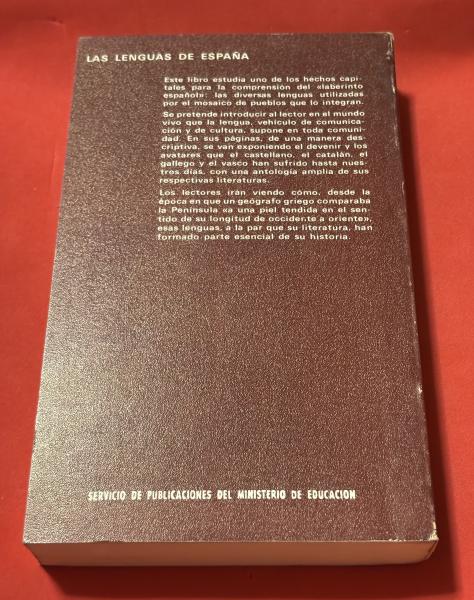 LAS LENGUAS DE ESPAÑA
Este libro estudia uno de los hechos capi-
tales para la comprensión del «laberinto
español»: las diversas lenguas utilizadas
por el mosaico de pueblos que lo integran.
Se pretende introducir al lector en el mundo
vivo que la lengua, vehículo de comunica-
ción y de cultura, supone en toda comuni-
dad. En sus páginas, de una manera des-
criptiva, se van exponiendo el devenir y los
avatares que el castellano, el catalán, el
gallego y el vasco han sufrido hasta nues-
tros días, con una antología amplia de sus
respectivas literaturas.
Los lectores irán viendo cómo, desde la
época en que un geógrafo griego comparaba
la Península «a una piel tendida en el sen-
tido de su longitud de occidente a oriente»,
esas lenguas, a la par que su literatura, han
formado parte esencial de su historia.
SERVICIO DE PUBLICACIONES DEL MINISTERIO DE EDUCACION